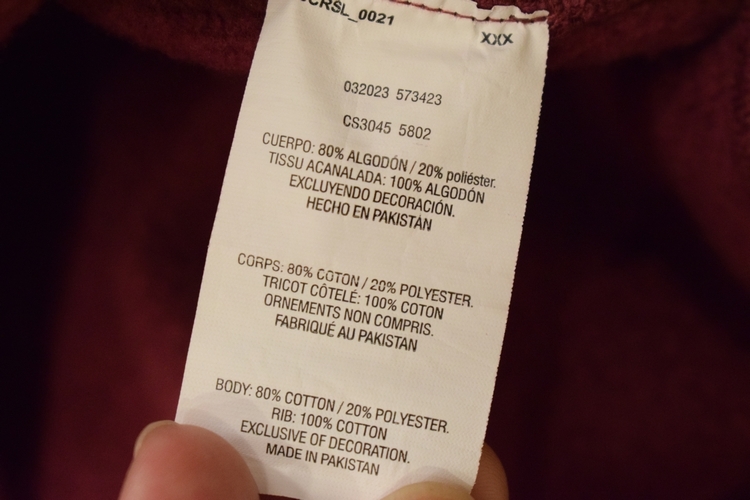 CRSL_0021
XXX
032023 573423
CS3045 5802
CUERPO: 80% ALGODÓN / 20% poliéster.
TISSU ACANALADA: 100% ALGODÓN
EXCLUYENDO DECORACIÓN.
HECHO EN PAKISTÁN
CORPS: 80% COTON / 20% POLYESTER.
TRICOT CÔTELÉ: 100% COTON
ORNEMENTS NON COMPRIS.
FABRIQUÉ AU PAKISTAN
BODY: 80% COTTON / 20% POLYESTER.
RIB: 100% COTTON
EXCLUSIVE OF DECORATION.
MADE IN PAKISTAN